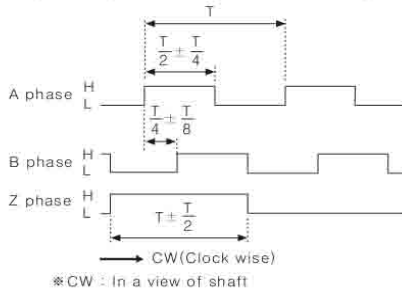 T
T/2 ± T/4
A phase H
L
T/4 ± T/8
B phase H
L
Z phase H
L
T ± T/2
CW(Clock wise)
※CW : In a view of shaft